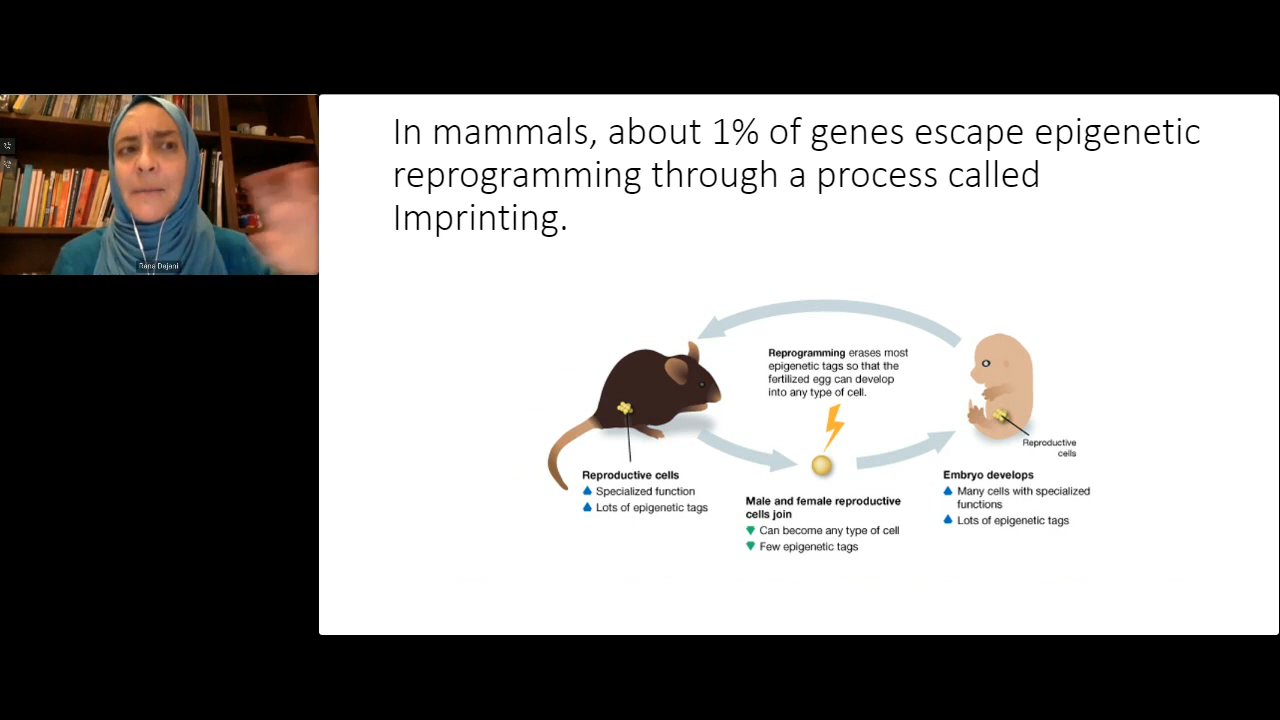 Rana Dajani
In mammals, about 1% of genes escape epigenetic
reprogramming through a process called
Imprinting.
Reprogramming erases most
epigenetic tags so that the
fertilized egg can develop
into any type of cell.
Reproductive
cells
Reproductive cells
Specialized function
Lots of epigenetic tags
Male and female reproductive
cells join
Can become any type of cell
Few epigenetic tags
Embryo develops
Many cells with specialized
functions
Lots of epigenetic tags